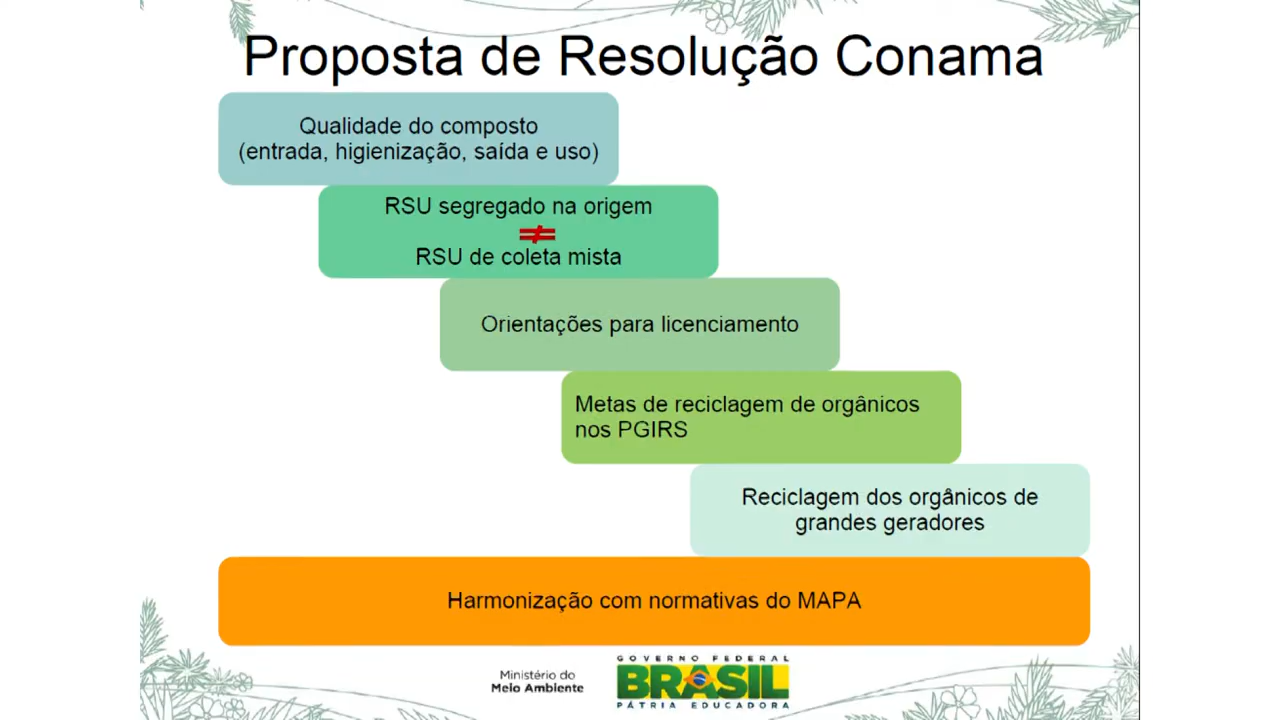 Proposta de Resolução Conama
Qualidade do composto
(entrada, higienização, saída e uso)
RSU segregado na origem
≠
RSU de coleta mista
Orientações para licenciamento
Metas de reciclagem de orgânicos
nos PGIRS
Reciclagem dos orgânicos de
grandes geradores
Harmonização com normativas do MAPA
Ministério do
Meio Ambiente
GOVERNO FEDERAL
BRASIL
PÁTRIA EDUCADORA